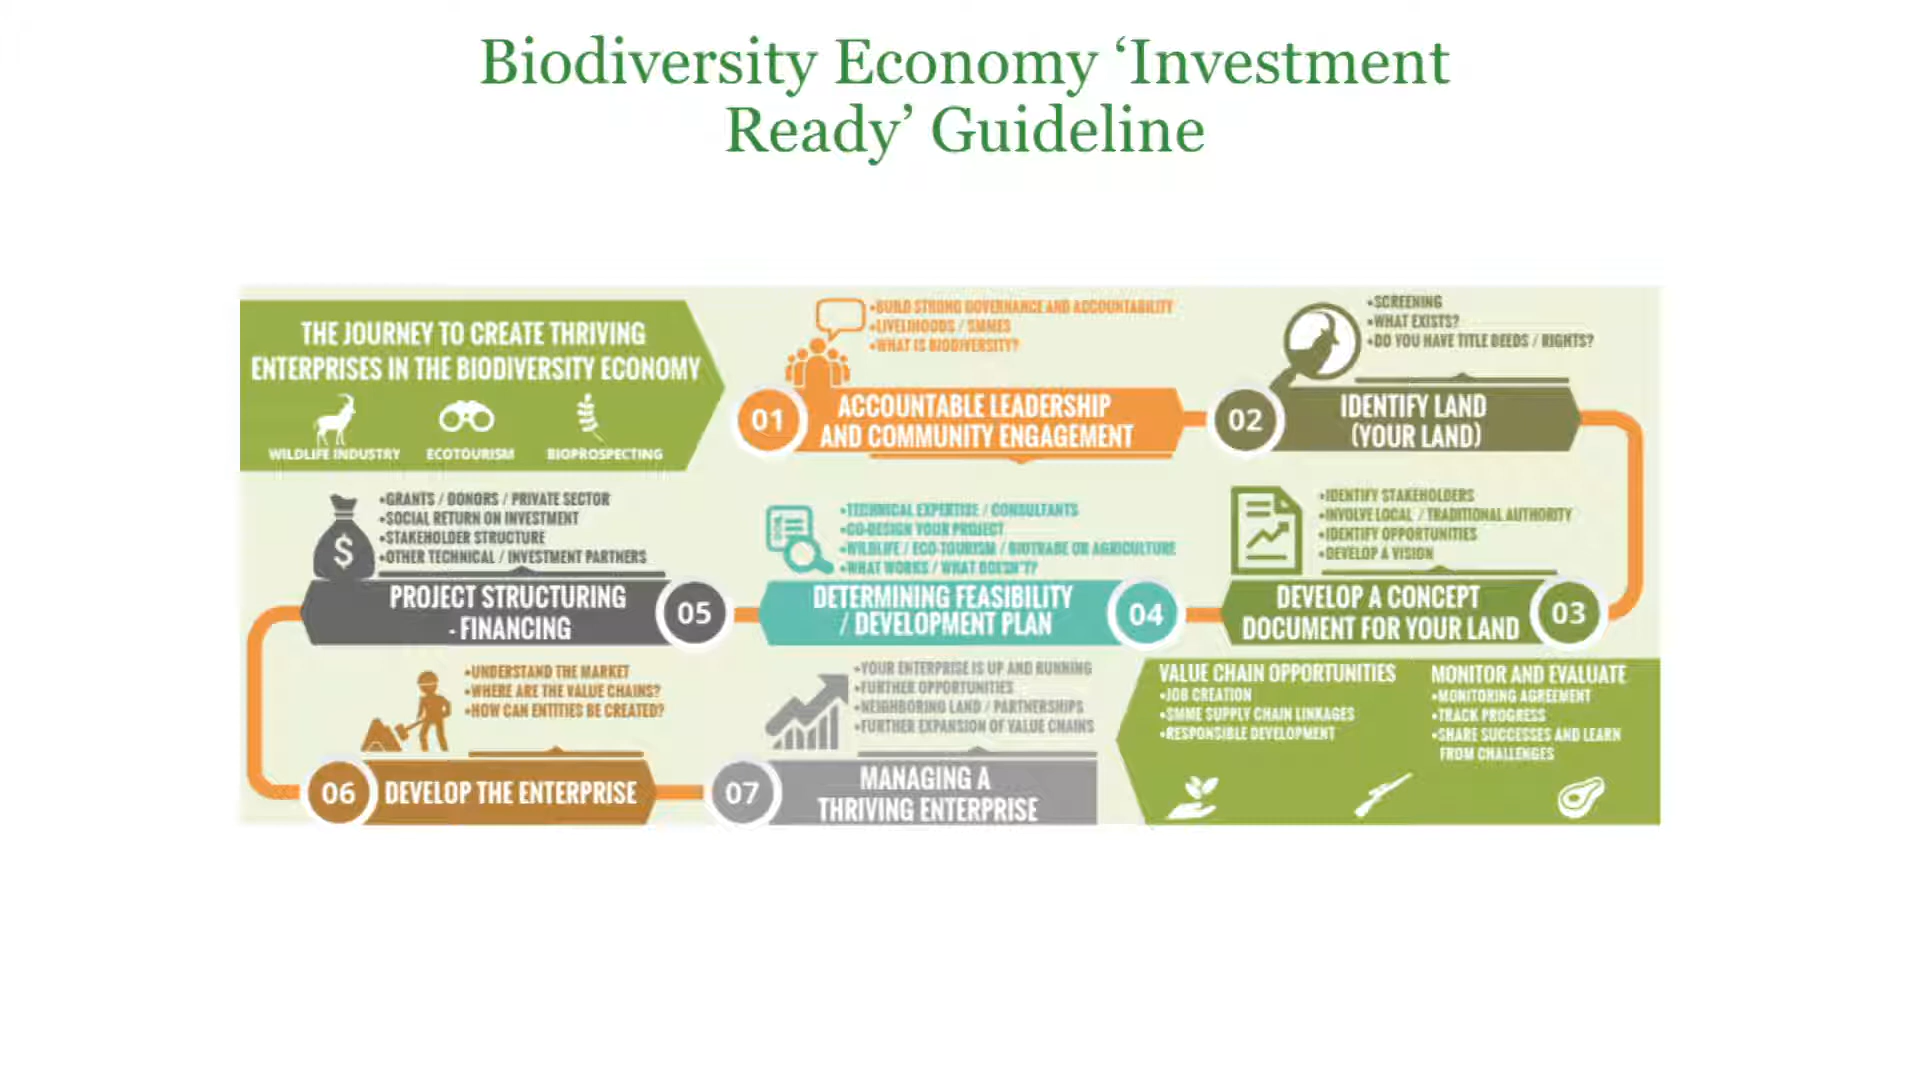 Biodiversity Economy ‘Investment
Ready’ Guideline
THE JOURNEY TO CREATE THRIVING
ENTERPRISES IN THE BIODIVERSITY ECONOMY
WILDLIFE INDUSTRY
ECOTOURISM
BIOPROSPECTING
•BUILD STRONG GOVERNANCE AND ACCOUNTABILITY
•LIVELIHOODS / SMMES
•WHAT IS BIODIVERSITY?
01
ACCOUNTABLE LEADERSHIP
AND COMMUNITY ENGAGEMENT
•SCREENING
•WHAT EXISTS?
•DO YOU HAVE TITLE DEEDS / RIGHTS?
02
IDENTIFY LAND
(YOUR LAND)
•IDENTIFY STAKEHOLDERS
•INVOLVE LOCAL / TRADITIONAL AUTHORITY
•IDENTIFY OPPORTUNITIES
•DEVELOP A VISION
DEVELOP A CONCEPT
DOCUMENT FOR YOUR LAND
03
•TECHNICAL EXPERTISE / CONSULTANTS
•CO-DESIGN YOUR PROJECT
•WILDLIFE / ECO-TOURISM / BIOTRADE OR AGRICULTURE
•WHAT WORKS / WHAT DOESN'T?
DETERMINING FEASIBILITY
/ DEVELOPMENT PLAN
04
•GRANTS / DONORS / PRIVATE SECTOR
•SOCIAL RETURN ON INVESTMENT
•STAKEHOLDER STRUCTURE
•OTHER TECHNICAL / INVESTMENT PARTNERS
$
PROJECT STRUCTURING
- FINANCING
05
•UNDERSTAND THE MARKET
•WHERE ARE THE VALUE CHAINS?
•HOW CAN ENTITIES BE CREATED?
06
DEVELOP THE ENTERPRISE
•YOUR ENTERPRISE IS UP AND RUNNING
•FURTHER OPPORTUNITIES
•NEIGHBORING LAND / PARTNERSHIPS
•FURTHER EXPANSION OF VALUE CHAINS
07
MANAGING A
THRIVING ENTERPRISE
VALUE CHAIN OPPORTUNITIES
•JOB CREATION
•SMME SUPPLY CHAIN LINKAGES
•RESPONSIBLE DEVELOPMENT
MONITOR AND EVALUATE
•MONITORING AGREEMENT
•TRACK PROGRESS
•SHARE SUCCESSES AND LEARN
FROM CHALLENGES